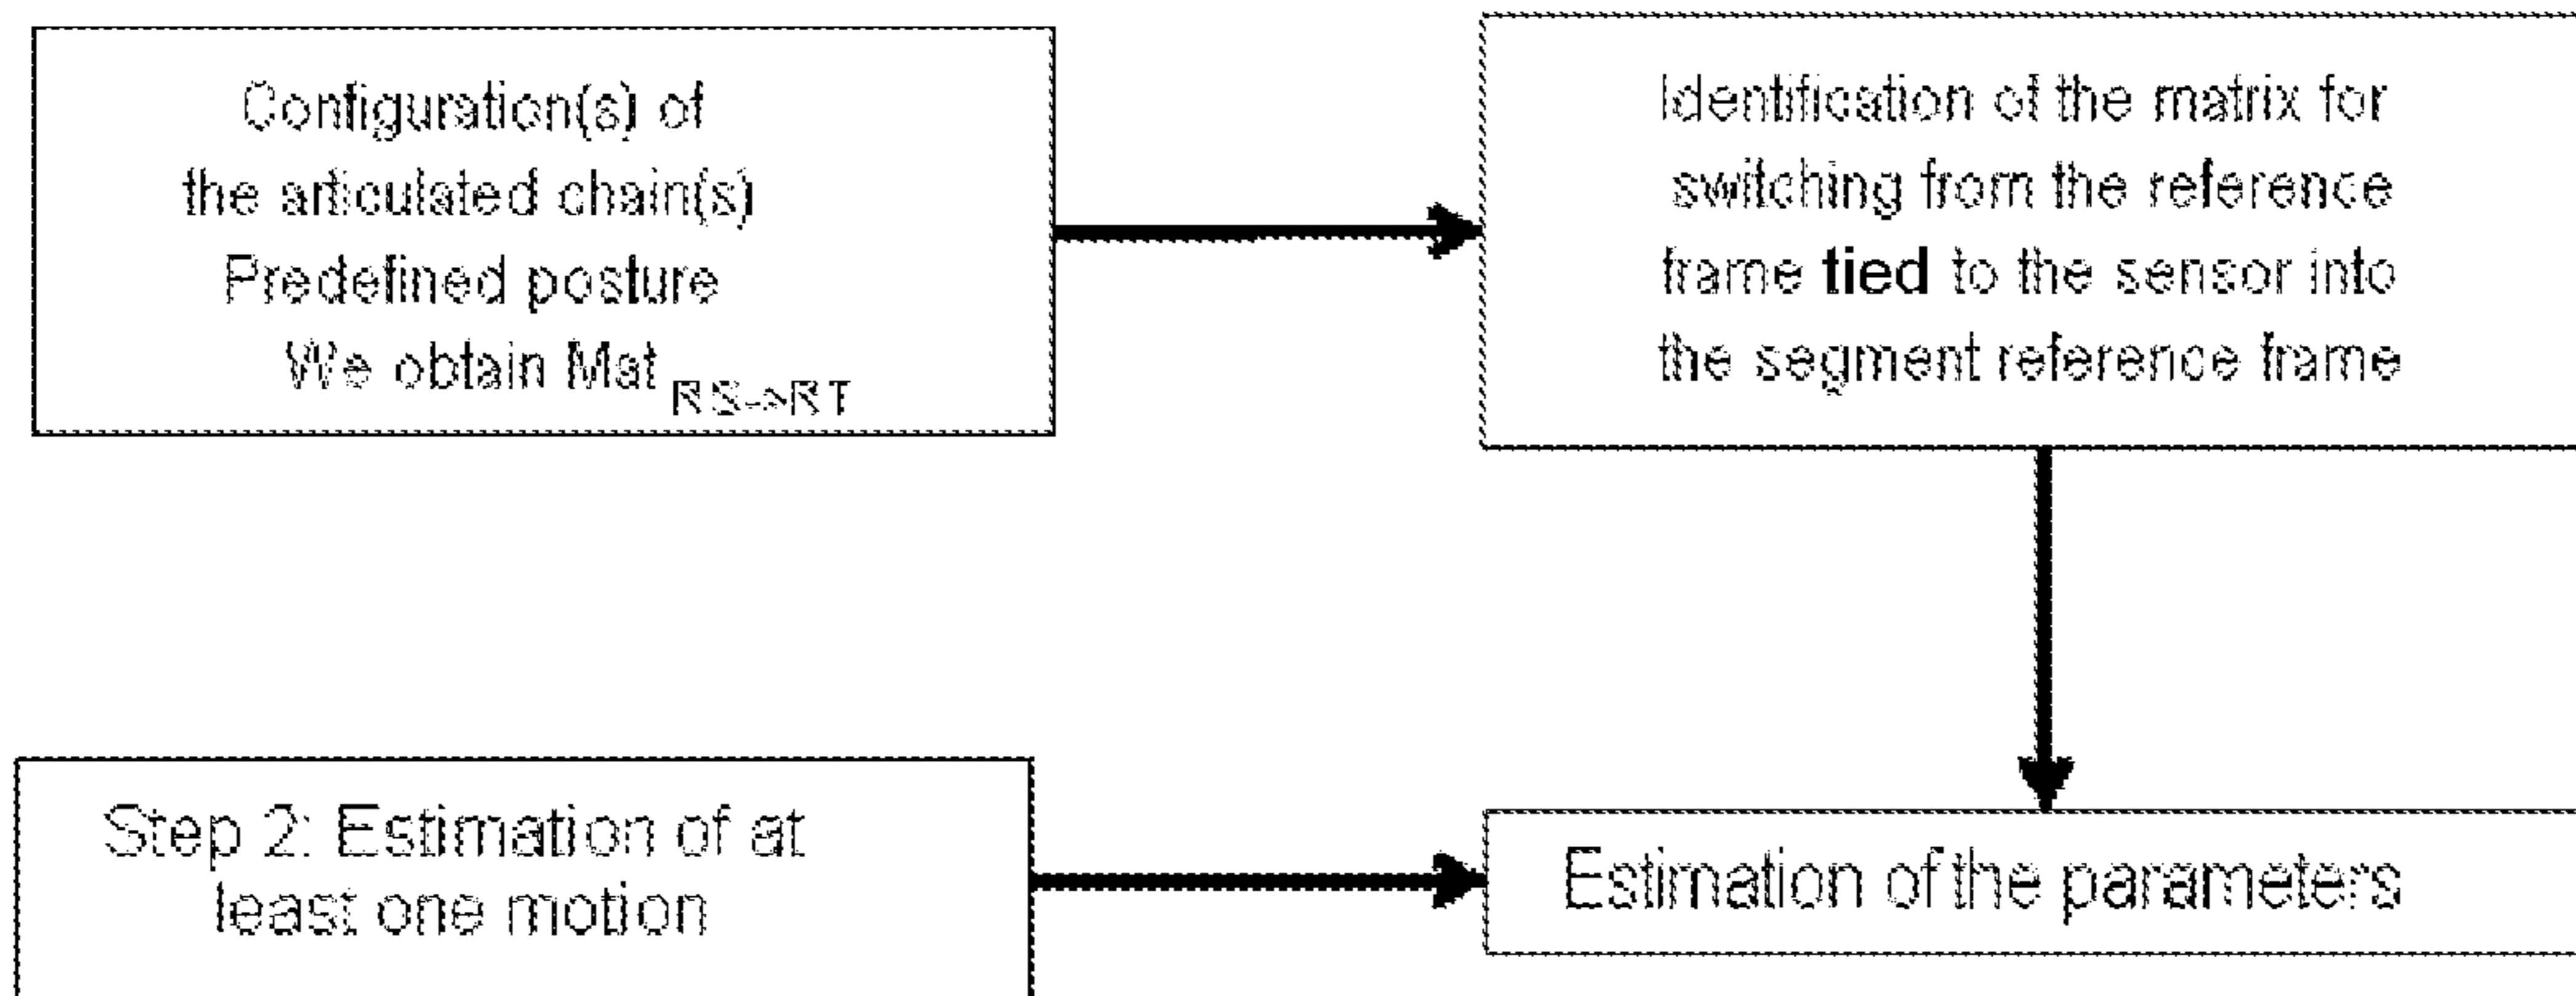 Configuration(s) of
the articulated chain(s)
Predefined posture
We obtain Mat RS->RT
Identification of the matrix for
switching from the reference
frame tied to the sensor into
the segment reference frame
Step 2: Estimation of at
least one motion
Estimation of the parameters